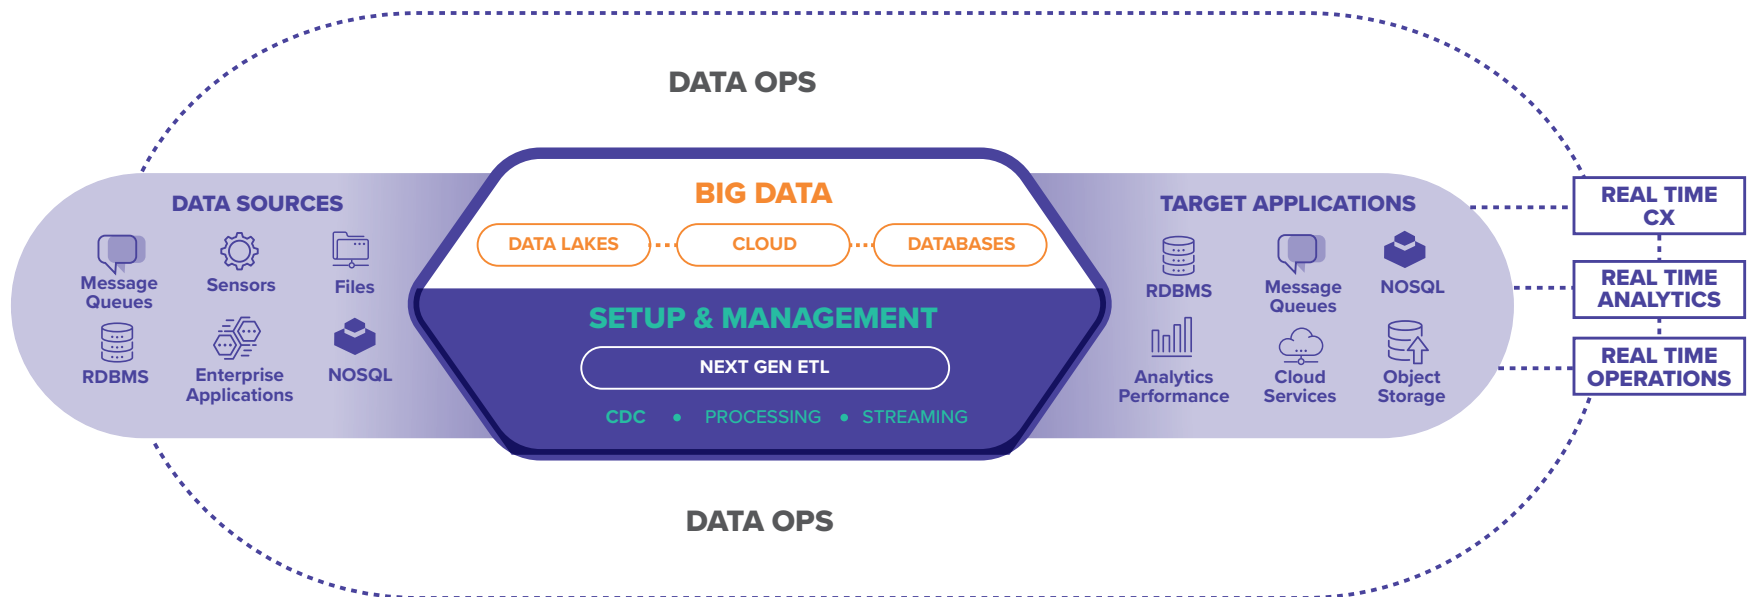 DATA OPS
DATA SOURCES
Message
Queues
Sensors
Files
RDBMS
Enterprise
Applications
NOSQL
BIG DATA
DATA LAKES
CLOUD
DATABASES
SETUP & MANAGEMENT
NEXT GEN ETL
CDC • PROCESSING • STREAMING
TARGET APPLICATIONS
RDBMS
Message
Queues
NOSQL
Analytics
Performance
Cloud
Services
Object
Storage
REAL TIME
CX
REAL TIME
ANALYTICS
REAL TIME
OPERATIONS
DATA OPS